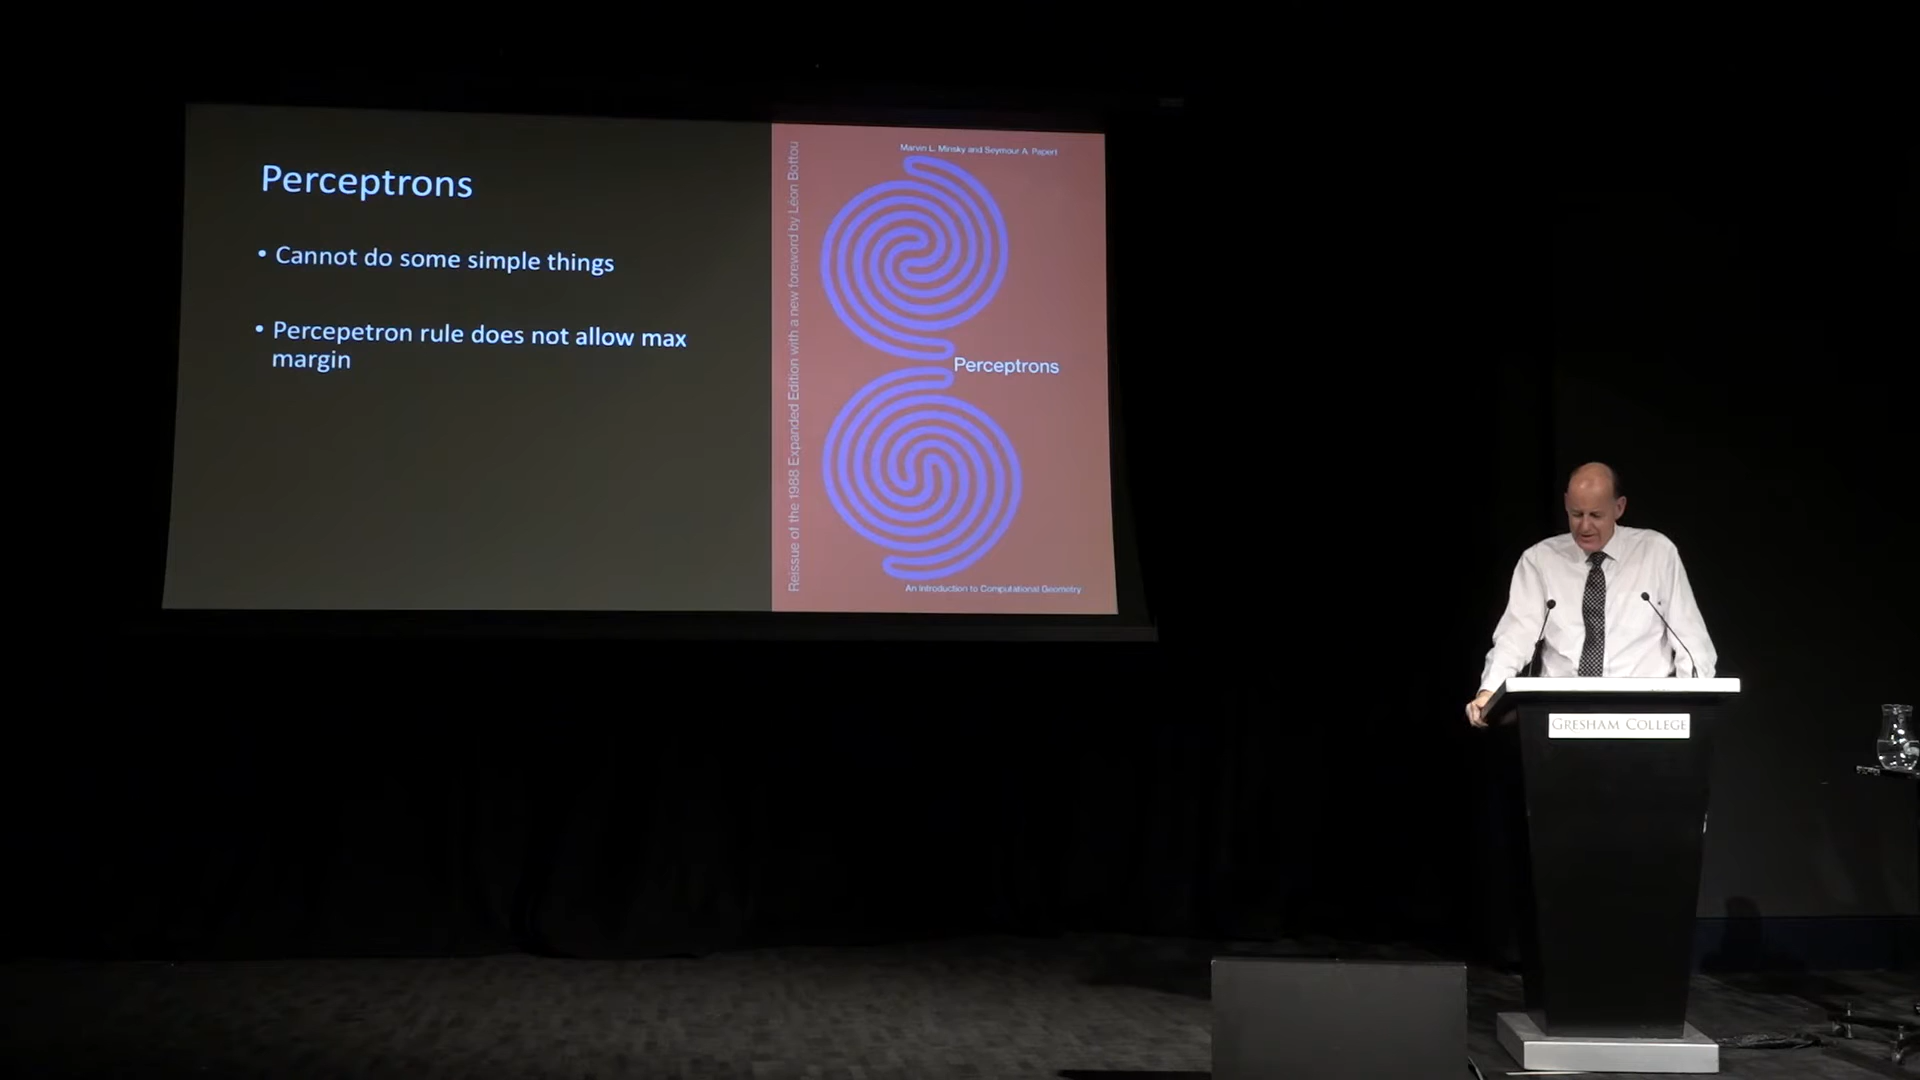 Perceptrons
• Cannot do some simple things
• Percepetron rule does not allow max
margin
Reissue of the 1988 Expanded Edition with a new foreword by Léon Bottou
Marvin L. Minsky and Seymour A. Papert
Perceptrons
An Introduction to Computational Geometry
GRESHAM COLLEGE